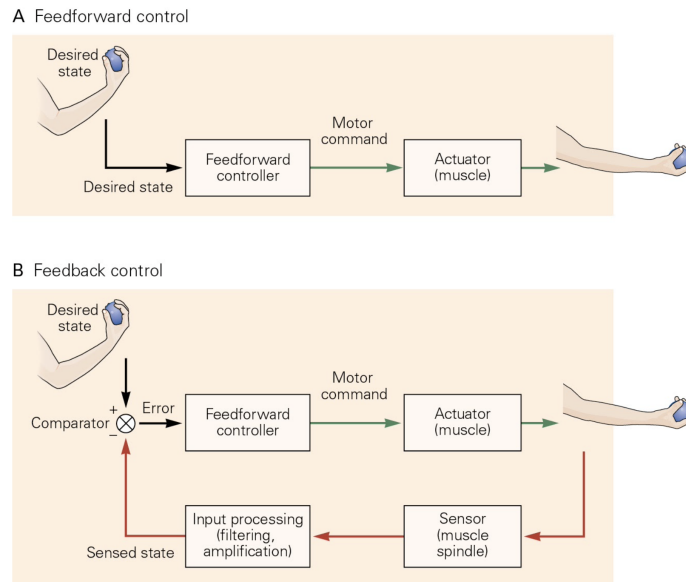 A Feedforward control
Desired
state
Motor
command
Feedforward
controller
Actuator
(muscle)
Desired state
B Feedback control
Desired
state
Motor
command
+
Error
Comparator
–
Feedforward
controller
Actuator
(muscle)
Input processing
(filtering,
amplification)
Sensor
(muscle
spindle)
Sensed state